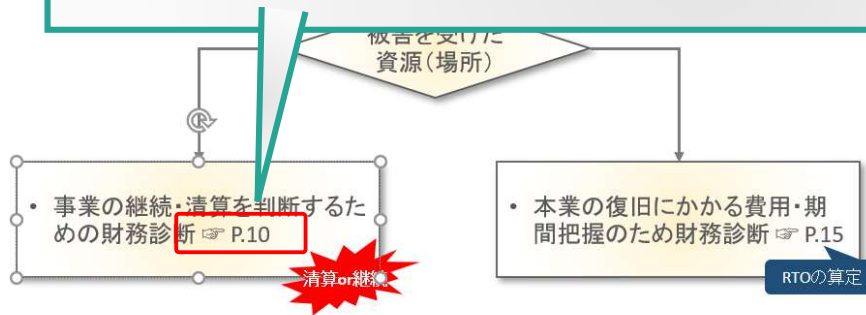 被害を受けた
資源（場所）
• 事業の継続・清算を判断するた
めの財務診断 ☞ P.10
清算or継続
• 本業の復旧にかかる費用・期
間把握のため財務診断 ☞ P.15
RTOの算定